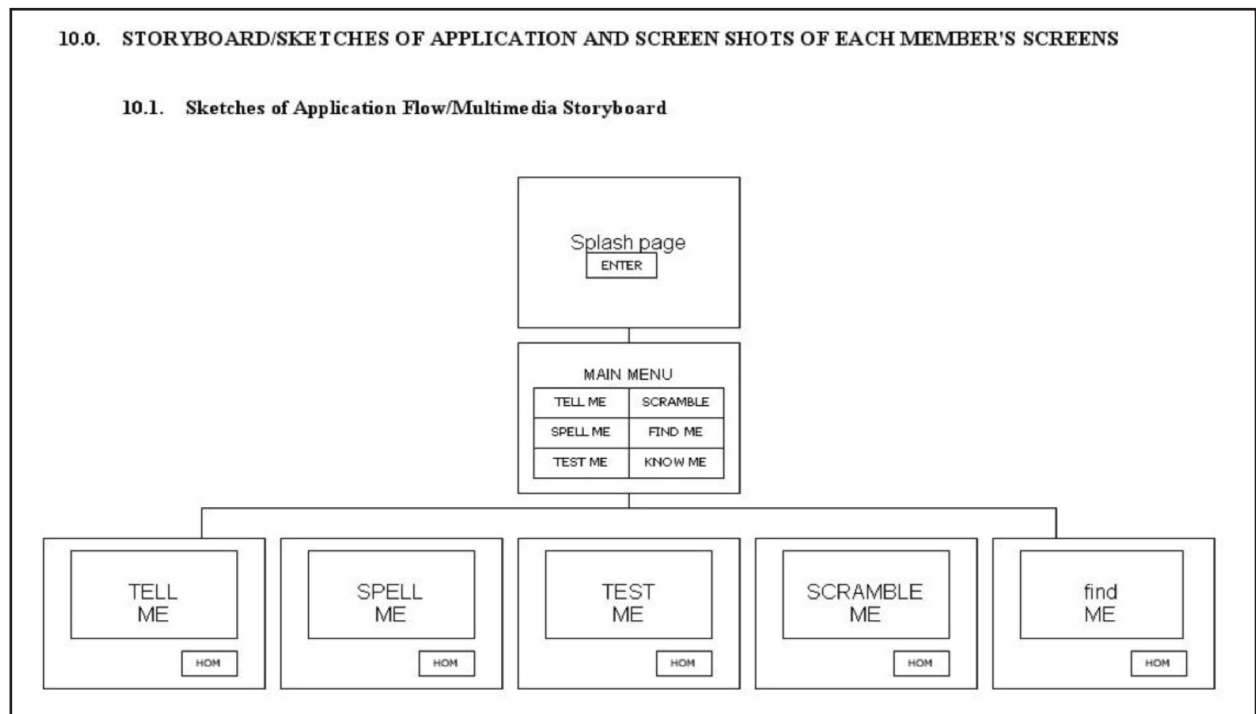 10.0. STORYBOARD/SKETCHES OF APPLICATION AND SCREEN SHOTS OF EACH MEMBER'S SCREENS
10.1. Sketches of Application Flow/Multimedia Storyboard
Splash page
ENTER
MAIN MENU
TELL ME SCRAMBLE
SPELL ME FIND ME
TEST ME KNOW ME
TELL
ME
HOM
SPELL
ME
HOM
TEST
ME
HOM
SCRAMBLE
ME
HOM
find
ME
HOM